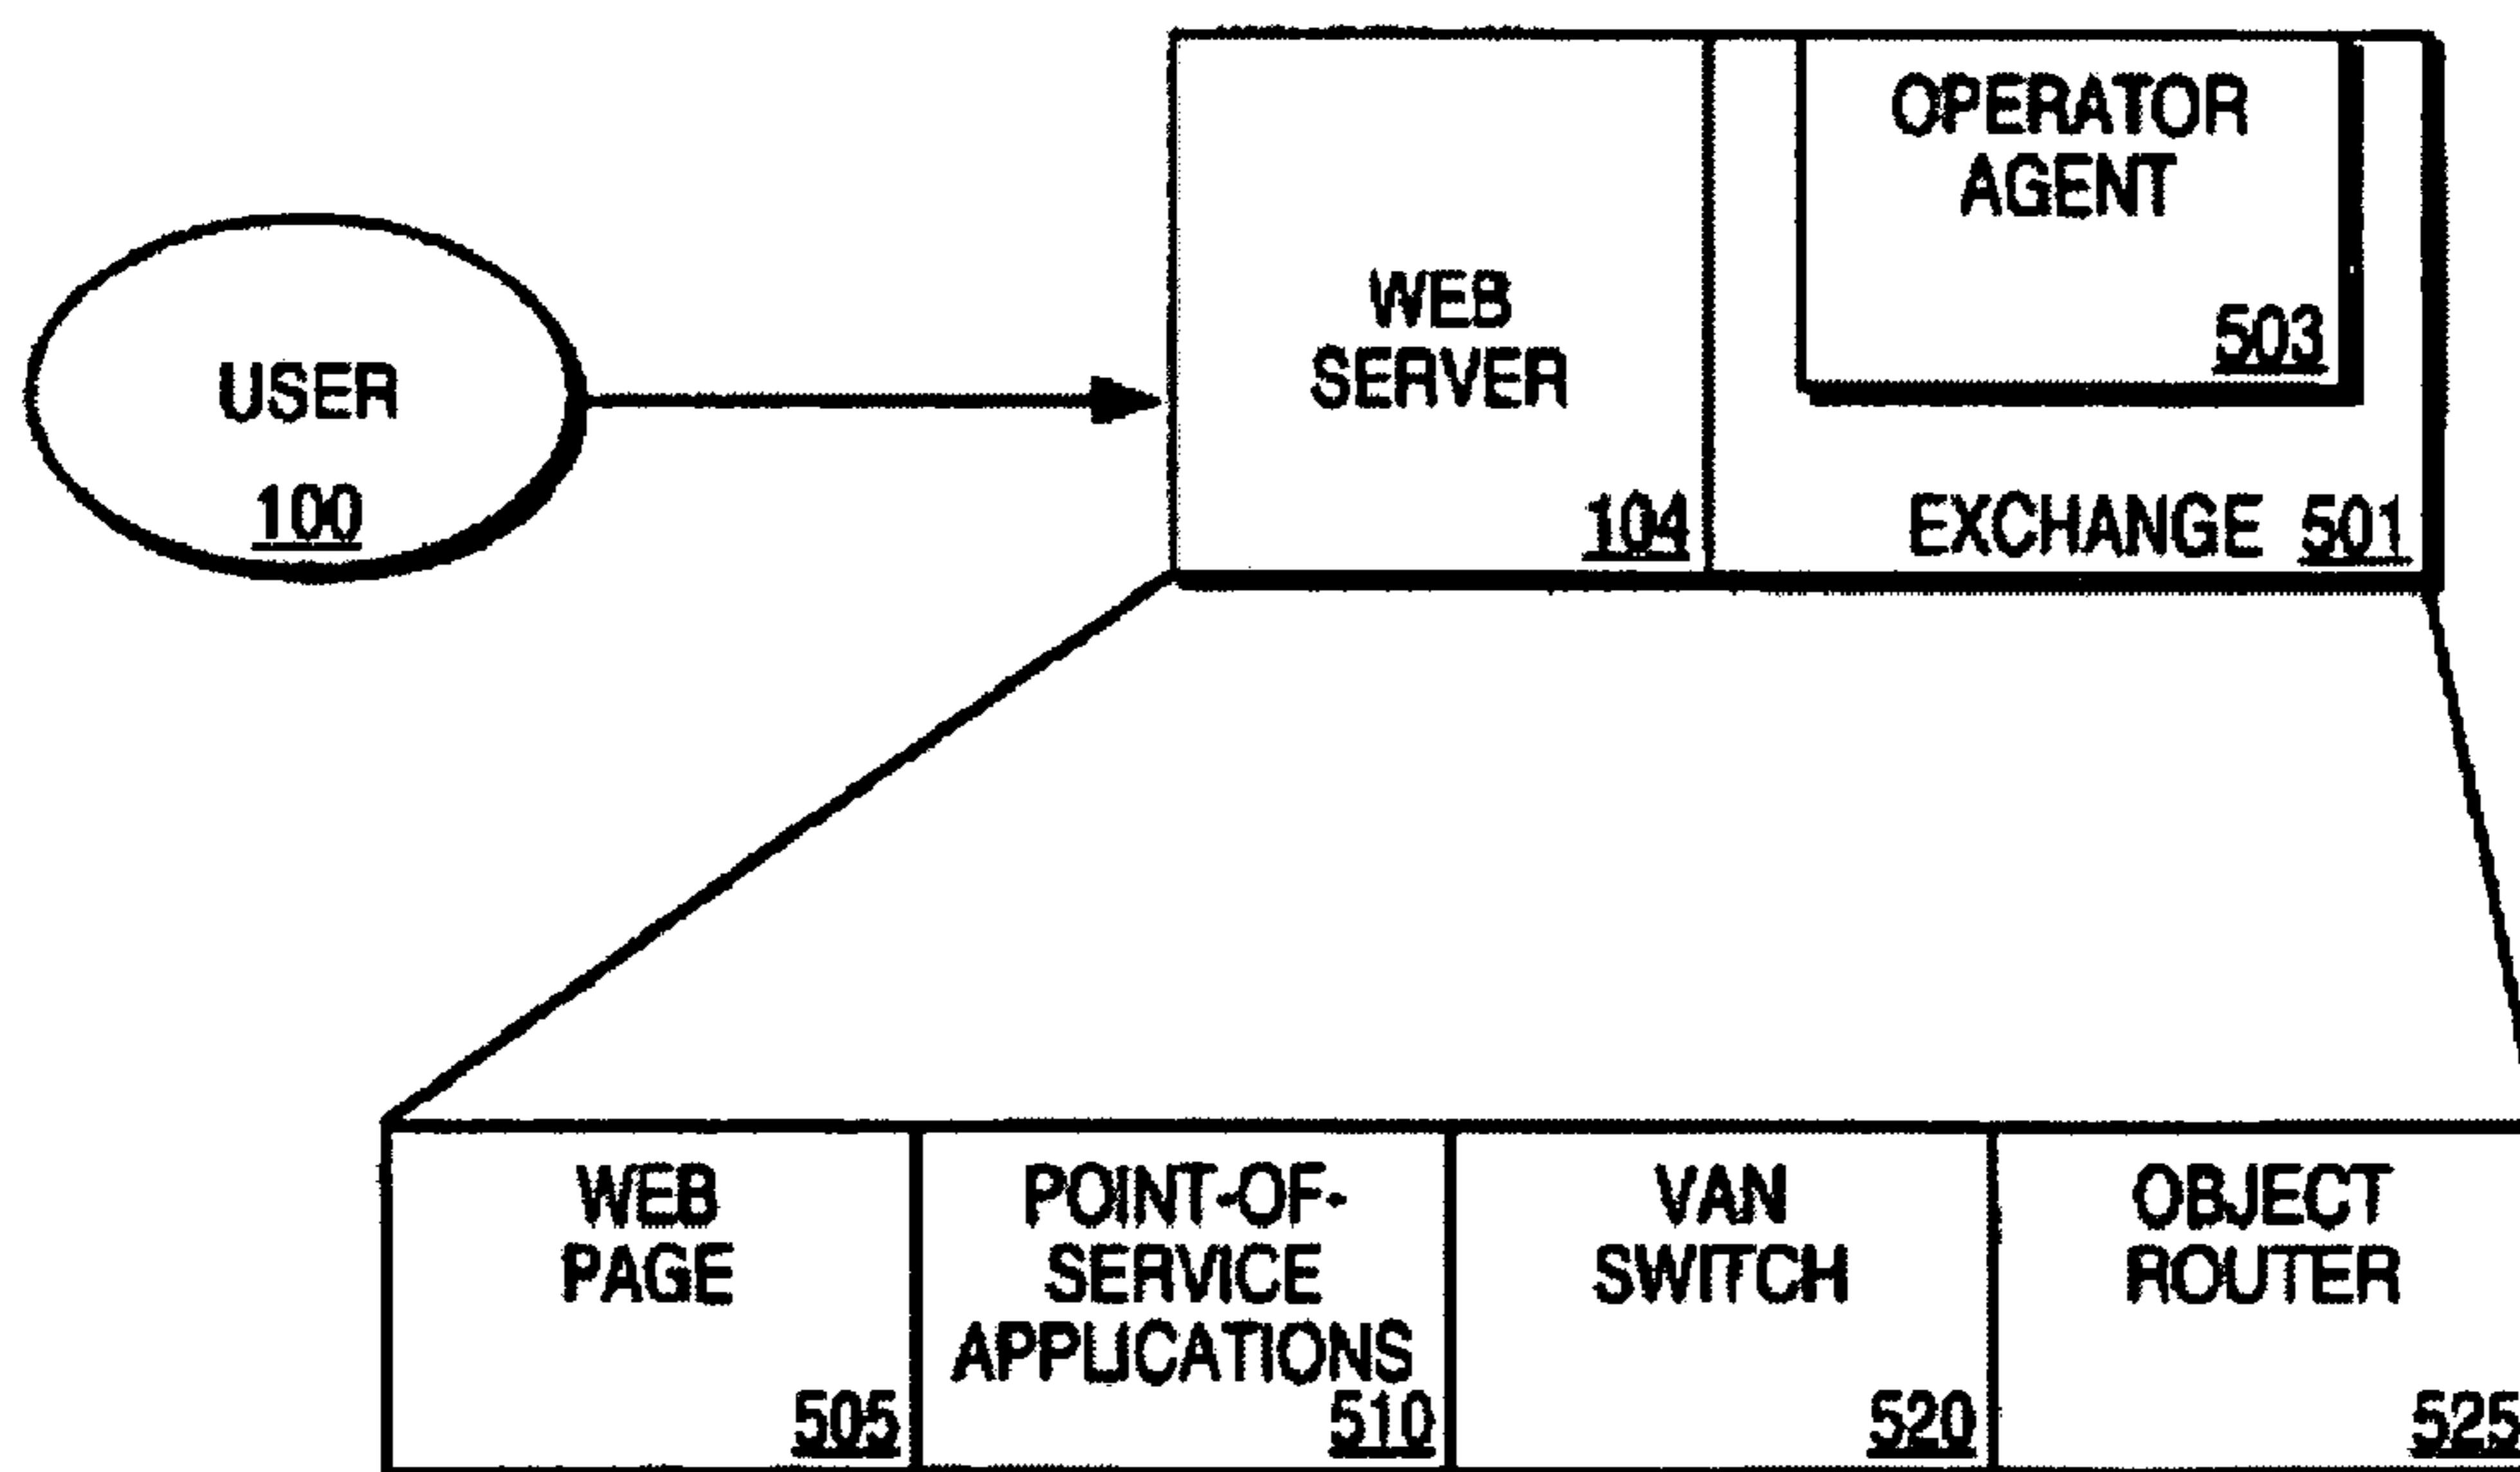 USER
100
WEB
SERVER
104
OPERATOR
AGENT
503
EXCHANGE 501
WEB
PAGE
505
POINT-OF-
SERVICE
APPLICATIONS
510
VAN
SWITCH
520
OBJECT
ROUTER
525